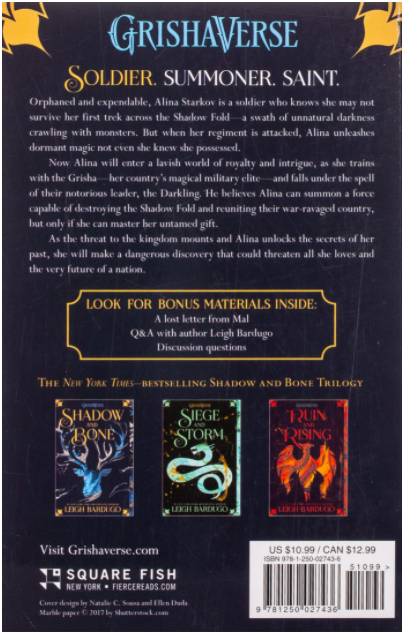 GRISHAVERSE
SOLDIER. SUMMONER. SAINT.
Orphaned and expendable, Alina Starkov is a soldier who knows she may not
survive her first trek across the Shadow Fold—a swath of unnatural darkness
crawling with monsters. But when her regiment is attacked, Alina unleashes
dormant magic not even she knew she possessed.
Now Alina will enter a lavish world of royalty and intrigue, as she trains
with the Grisha—her country's magical military elite—and falls under the spell
of their notorious leader, the Darkling. He believes Alina can summon a force
capable of destroying the Shadow Fold and reuniting their war-ravaged country,
but only if she can master her untamed gift.
As the threat to the kingdom mounts and Alina unlocks the secrets of her
past, she will make a dangerous discovery that could threaten all she loves and
the very future of a nation.
LOOK FOR BONUS MATERIALS INSIDE:
A lost letter from Mal
Q&A with author Leigh Bardugo
Discussion questions
THE New York Times–BESTSELLING SHADOW AND BONE TRILOGY
GRISHAVERSE
SHADOW
AND
BONE
LEIGH BARDUGO
GRISHAVERSE
SIEGE
AND
STORM
LEIGH BARDUGO
GRISHAVERSE
RUIN
AND
RISING
LEIGH BARDUGO
Visit Grishaverse.com
SQUARE FISH
NEW YORK • FIERCEREADS.COM
Cover design by Natalie C. Sousa and Ellen Duda
Marble paper © 2017 by Shutterstock.com
US $10.99 / CAN $12.99
ISBN 978-1-250-02743-6
51099 >
9 781250 027436